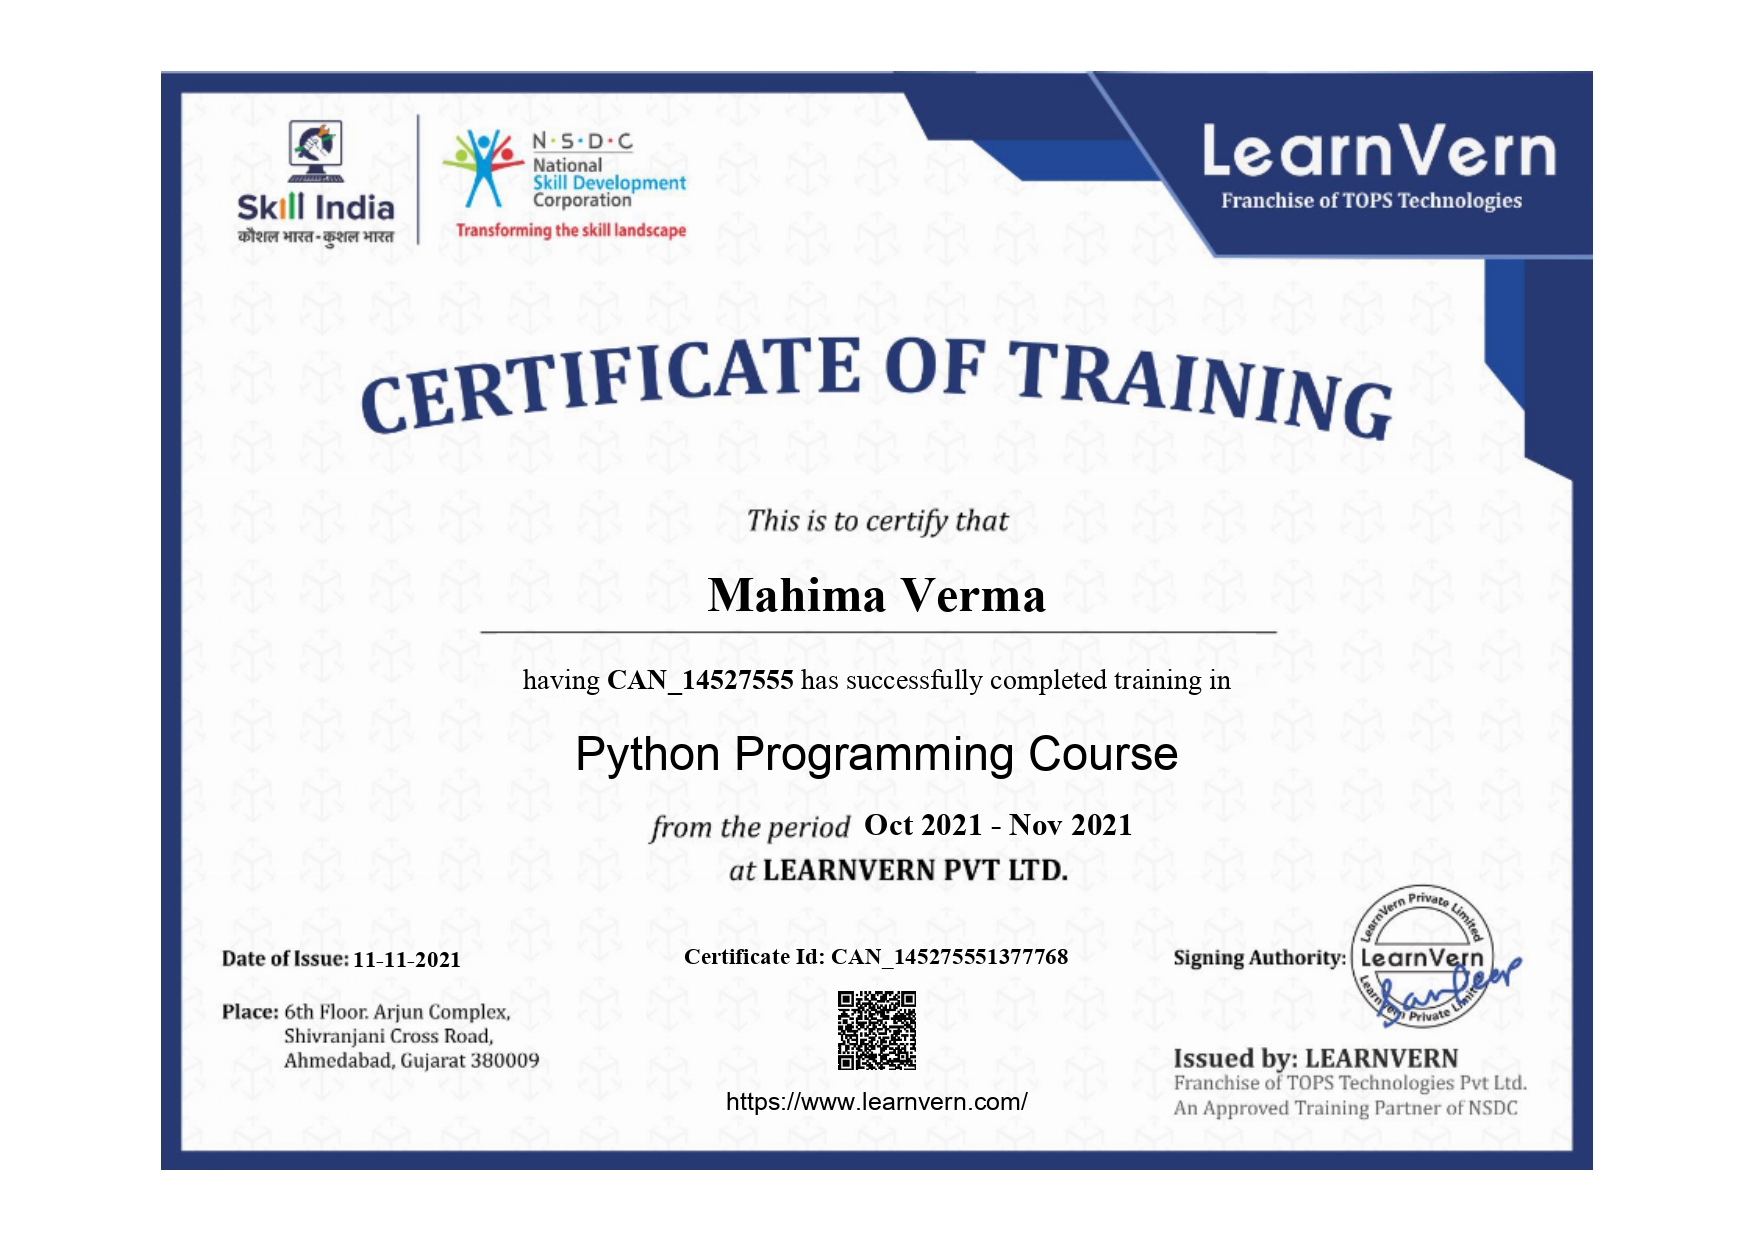 Skill India
कौशल भारत - कुशल भारत
N·S·D·C
National
Skill Development
Corporation
Transforming the skill landscape
LearnVern
Franchise of TOPS Technologies
CERTIFICATE OF TRAINING
This is to certify that
Mahima Verma
having CAN_14527555 has successfully completed training in
Python Programming Course
from the period Oct 2021 - Nov 2021
at LEARNVERN PVT LTD.
Date of Issue: 11-11-2021
Place: 6th Floor. Arjun Complex,
Shivranjani Cross Road,
Ahmedabad, Gujarat 380009
Certificate Id: CAN_145275551377768
https://www.learnvern.com/
Signing Authority:
LearnVern Private Limited
LearnVern
LearnVern Private Limited
Sandeep
Issued by: LEARNVERN
Franchise of TOPS Technologies Pvt Ltd.
An Approved Training Partner of NSDC